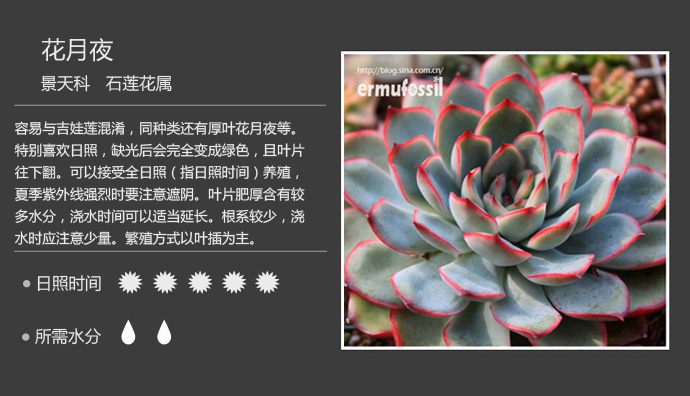 花月夜
景天科 石莲花属
容易与吉娃莲混淆，同种类还有厚叶花月夜等。
特别喜欢日照，缺光后会完全变成绿色，且叶片
往下翻。可以接受全日照（指日照时间）养殖，
夏季紫外线强烈时要注意遮阴。叶片肥厚含有较
多水分，浇水时间可以适当延长。根系较少，浇
水时应注意少量。繁殖方式以叶插为主。
日照时间
所需水分
http://blog.sina.com.cn/
ermufossil